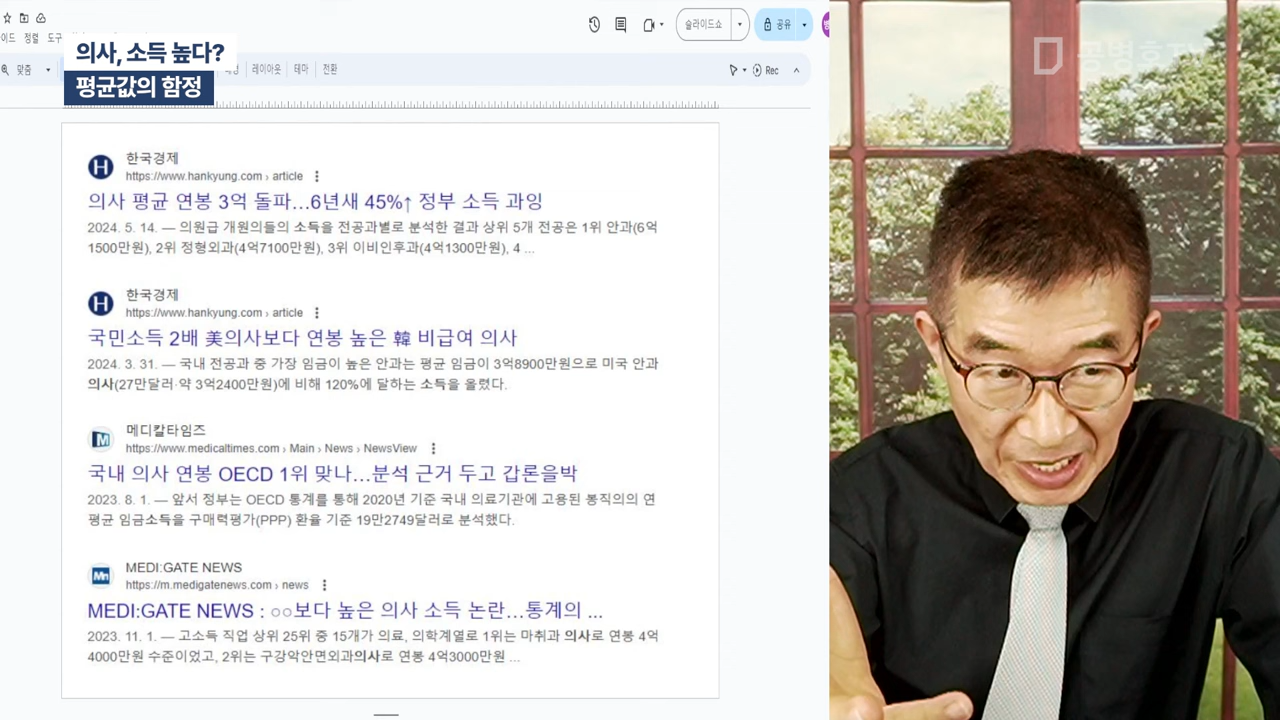 이드 정렬 도구
슬라이드쇼
공유
의사, 소득 높다?
평균값의 함정
맞춤
레이아웃
테마
전환
Rec
공병호TV
한국경제
https://www.hankyung.com › article
의사 평균 연봉 3억 돌파...6년새 45%↑ 정부 소득 과잉
2024. 5. 14. — 의원급 개원의들의 소득을 전공과별로 분석한 결과 상위 5개 전공은 1위 안과(6억
1500만원), 2위 정형외과(4억7100만원), 3위 이비인후과(4억1300만원), 4 ...
한국경제
https://www.hankyung.com › article
국민소득 2배 美의사보다 연봉 높은 韓 비급여 의사
2024. 3. 31. — 국내 전공과 중 가장 임금이 높은 안과는 평균 임금이 3억8900만원으로 미국 안과
의사(27만달러·약 3억2400만원)에 비해 120%에 달하는 소득을 올렸다.
메디칼타임즈
https://www.medicaltimes.com › Main › News › NewsView
국내 의사 연봉 OECD 1위 맞나...분석 근거 두고 갑론을박
2023. 8. 1. — 앞서 정부는 OECD 통계를 통해 2020년 기준 국내 의료기관에 고용된 봉직의의 연
평균 임금소득을 구매력평가(PPP) 환율 기준 19만2749달러로 분석했다.
MEDI:GATE NEWS
https://m.medigatenews.com › news
MEDI:GATE NEWS : ○○보다 높은 의사 소득 논란...통계의 ...
2023. 11. 1. — 고소득 직업 상위 25위 중 15개가 의료, 의학계열로 1위는 마취과 의사로 연봉 4억
4000만원 수준이었고, 2위는 구강악안면외과의사로 연봉 4억3000만원 ...